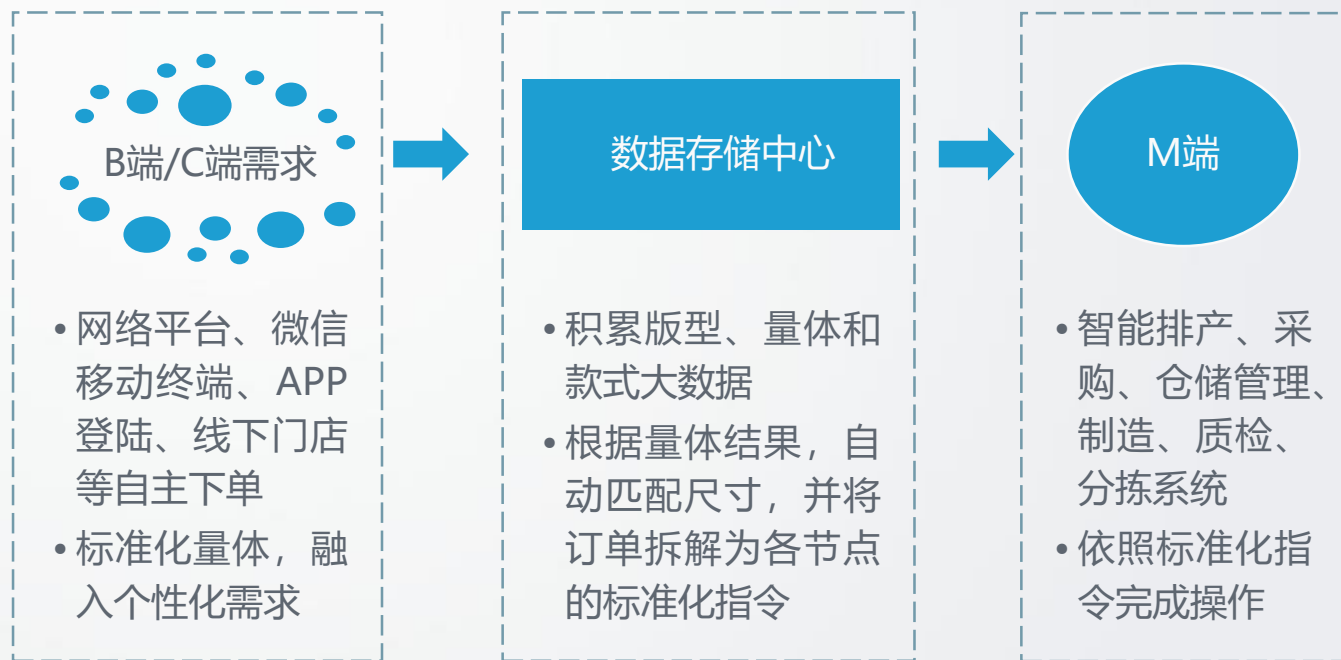 B端/C端需求
• 网络平台、微信
移动终端、APP
登陆、线下门店
等自主下单
• 标准化量体，融
入个性化需求
数据存储中心
• 积累版型、量体和
款式大数据
• 根据量体结果，自
动匹配尺寸，并将
订单拆解为各节点
的标准化指令
M端
• 智能排产、采
购、仓储管理、
制造、质检、
分拣系统
• 依照标准化指
令完成操作